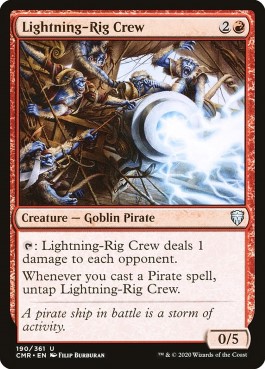 Lightning-Rig Crew 2
Creature — Goblin Pirate
: Lightning-Rig Crew deals 1
damage to each opponent.
Whenever you cast a Pirate spell,
untap Lightning-Rig Crew.
A pirate ship in battle is a storm of
activity.
0/5
190/361 U
CMR • EN FILIP BURBURAN
™ & © 2020 Wizards of the Coast